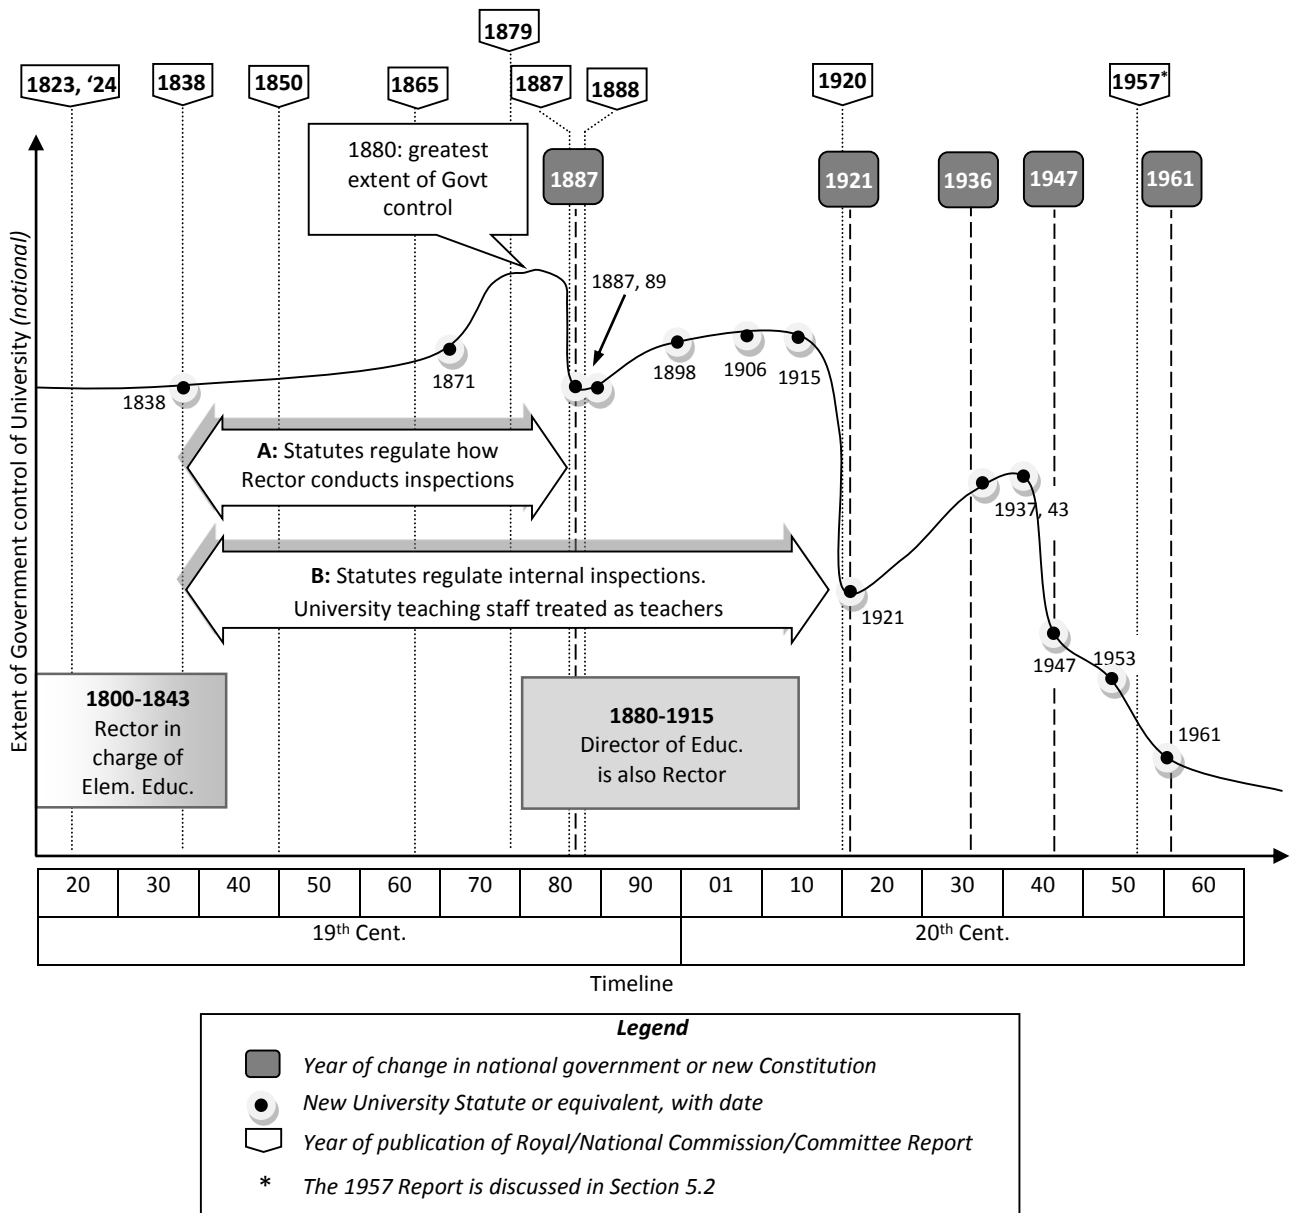 1879
1823, ‘24
1838
1850
1865
1887
1888
1920
1957*
1880: greatest
extent of Govt
control
1887
1921
1936
1947
1961
Extent of Government control of University (notional)
1887, 89
1838
1871
1898
1906
1915
A: Statutes regulate how
Rector conducts inspections
1937, 43
B: Statutes regulate internal inspections.
University teaching staff treated as teachers
1921
1947
1953
1961
1800-1843
Rector in
charge of
Elem. Educ.
1880-1915
Director of Educ.
is also Rector
20 30 40 50 60 70 80 90 01 10 20 30 40 50 60
19th Cent. 20th Cent.
Timeline
Legend
Year of change in national government or new Constitution
New University Statute or equivalent, with date
Year of publication of Royal/National Commission/Committee Report
* The 1957 Report is discussed in Section 5.2